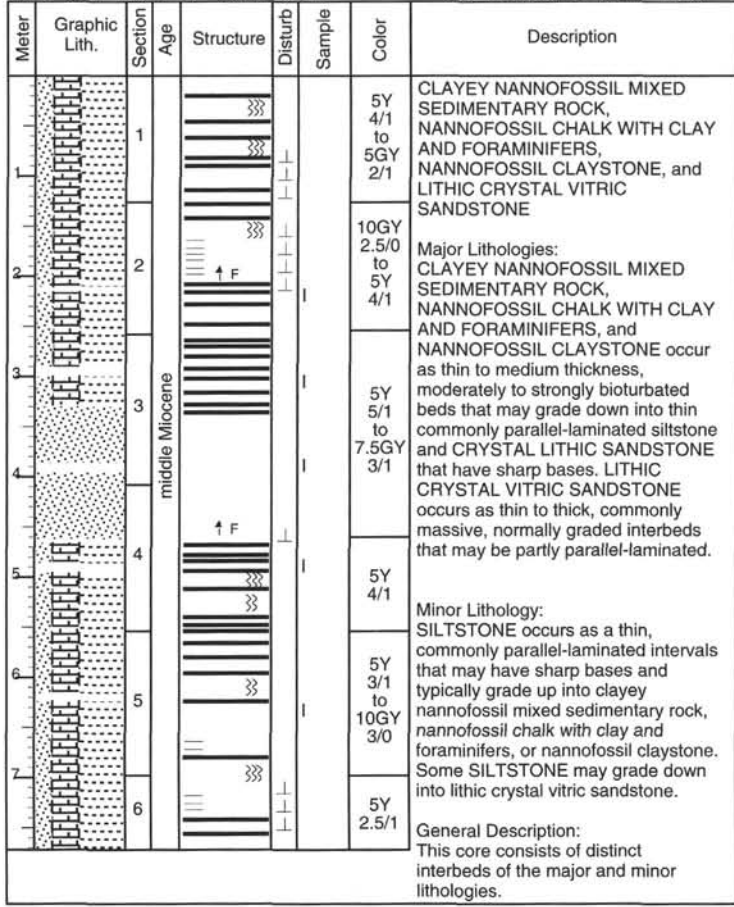 Meter
Graphic
Lith.
Section
Age
Structure
Disturb
Sample
Color
Description
1
2
3
4
5
6
7
1
2
3
4
5
6
middle Miocene
F
F
5Y
4/1
to
5GY
2/1
10GY
2.5/0
to
5Y
4/1
5Y
5/1
to
7.5GY
3/1
5Y
4/1
5Y
3/1
to
10GY
3/0
5Y
2.5/1
CLAYEY NANNOFOSSIL MIXED
SEDIMENTARY ROCK,
NANNOFOSSIL CHALK WITH CLAY
AND FORAMINIFERS,
NANNOFOSSIL CLAYSTONE, and
LITHIC CRYSTAL VITRIC
SANDSTONE
Major Lithologies:
CLAYEY NANNOFOSSIL MIXED
SEDIMENTARY ROCK,
NANNOFOSSIL CHALK WITH CLAY
AND FORAMINIFERS, and
NANNOFOSSIL CLAYSTONE occur
as thin to medium thickness,
moderately to strongly bioturbated
beds that may grade down into thin
commonly parallel-laminated siltstone
and CRYSTAL LITHIC SANDSTONE
that have sharp bases. LITHIC
CRYSTAL VITRIC SANDSTONE
occurs as thin to thick, commonly
massive, normally graded interbeds
that may be partly parallel-laminated.
Minor Lithology:
SILTSTONE occurs as a thin,
commonly parallel-laminated intervals
that may have sharp bases and
typically grade up into clayey
nannofossil mixed sedimentary rock,
nannofossil chalk with clay and
foraminifers, or nannofossil claystone.
Some SILTSTONE may grade down
into lithic crystal vitric sandstone.
General Description:
This core consists of distinct
interbeds of the major and minor
lithologies.